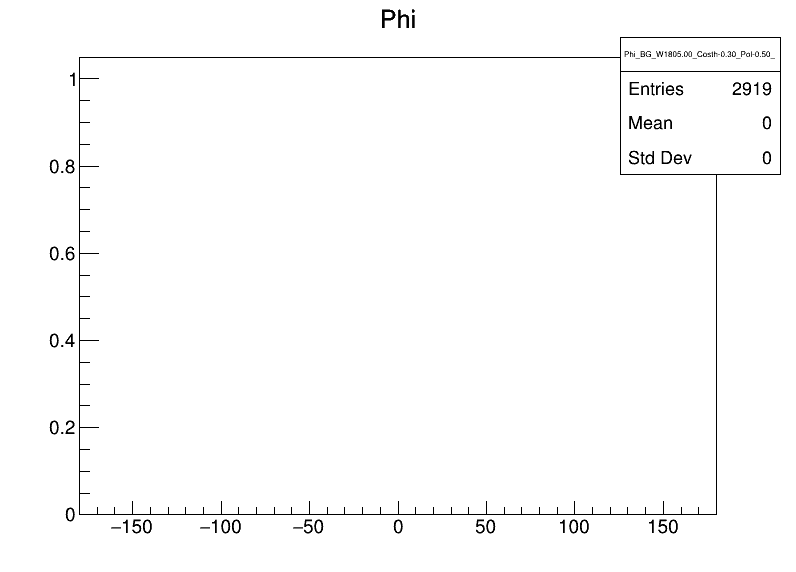 Phi
Phi_BG_W1805.00_Costh-0.30_Pol-0.50_
Entries 2919
Mean 0
Std Dev 0
1
0.8
0.6
0.4
0.2
0
−150 −100 −50 0 50 100 150